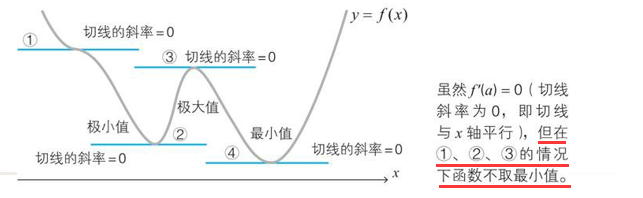 y = f(x)
① 切线的斜率=0
③ 切线的斜率=0
极大值
极小值
②
最小值
切线的斜率=0
④
切线的斜率=0
x
虽然f′(a)=0（切线
斜率为0，即切线
与x轴平行），但在
①、②、③的情况
下函数不取最小值。